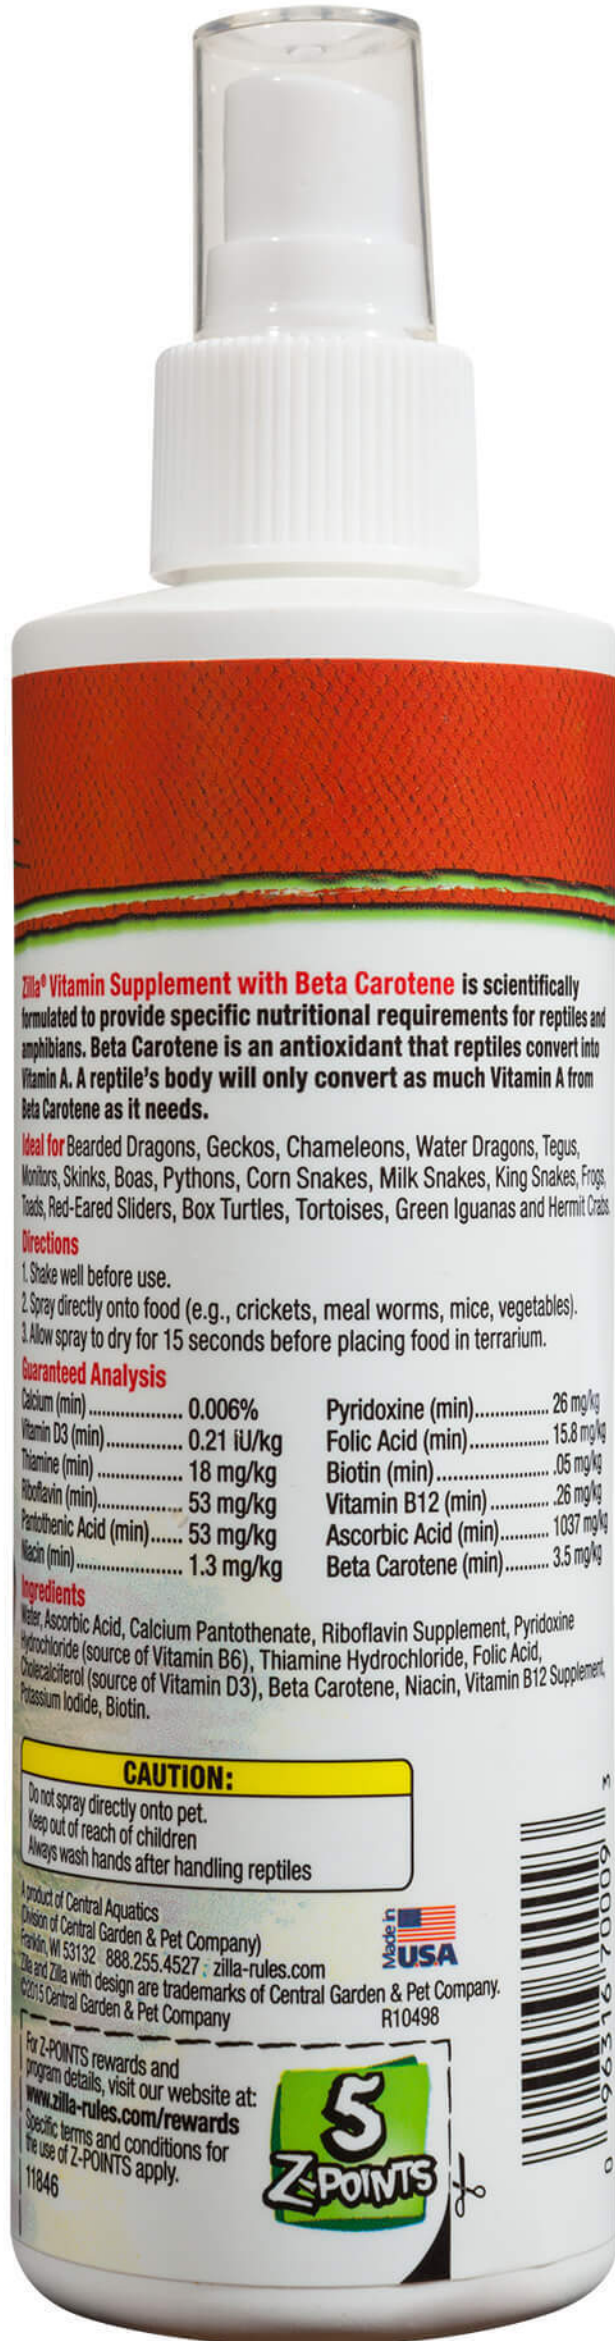 Zilla® Vitamin Supplement with Beta Carotene is scientifically
formulated to provide specific nutritional requirements for reptiles and
amphibians. Beta Carotene is an antioxidant that reptiles convert into
Vitamin A. A reptile's body will only convert as much Vitamin A from
Beta Carotene as it needs.
Ideal for Bearded Dragons, Geckos, Chameleons, Water Dragons, Tegus,
Monitors, Skinks, Boas, Pythons, Corn Snakes, Milk Snakes, King Snakes, Frogs,
Toads, Red-Eared Sliders, Box Turtles, Tortoises, Green Iguanas and Hermit Crabs.
Directions
1. Shake well before use.
2. Spray directly onto food (e.g., crickets, meal worms, mice, vegetables).
3. Allow spray to dry for 15 seconds before placing food in terrarium.
Guaranteed Analysis
Calcium (min) .................. 0.006%
Vitamin D3 (min)............... 0.21 iU/kg
Thiamine (min) ................ 18 mg/kg
Riboflavin (min)................ 53 mg/kg
Pantothenic Acid (min)...... 53 mg/kg
Niacin (min)..................... 1.3 mg/kg
Pyridoxine (min).............. 26 mg/kg
Folic Acid (min)............... 15.8 mg/kg
Biotin (min)...................... .05 mg/kg
Vitamin B12 (min) ........... .26 mg/kg
Ascorbic Acid (min).......... 1037 mg/kg
Beta Carotene (min)......... 3.5 mg/kg
Ingredients
Water, Ascorbic Acid, Calcium Pantothenate, Riboflavin Supplement, Pyridoxine
Hydrochloride (source of Vitamin B6), Thiamine Hydrochloride, Folic Acid,
Cholecalciferol (source of Vitamin D3), Beta Carotene, Niacin, Vitamin B12 Supplement,
Potassium Iodide, Biotin.
CAUTION:
Do not spray directly onto pet.
Keep out of reach of children
Always wash hands after handling reptiles
A product of Central Aquatics
(Division of Central Garden & Pet Company)
Franklin, WI 53132 888.255.4527 zilla-rules.com
Zilla and Zilla with design are trademarks of Central Garden & Pet Company.
©2015 Central Garden & Pet Company
R10498
Made in
USA
For Z-POINTS rewards and
program details, visit our website at:
www.zilla-rules.com/rewards
Specific terms and conditions for
the use of Z-POINTS apply.
11846
5
Z-POINTS
0 96316 70009 3